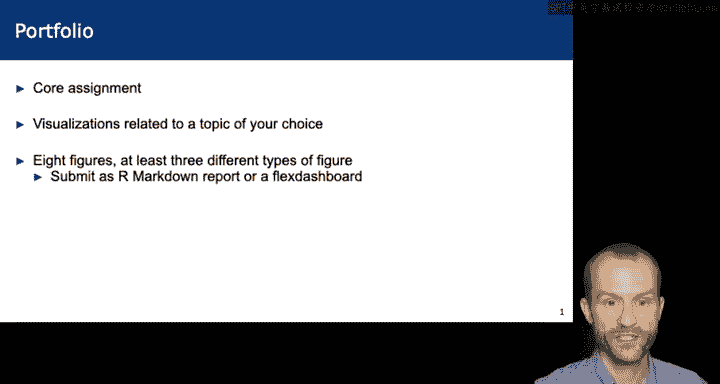 Portfolio
► Core assignment
► Visualizations related to a topic of your choice
► Eight figures, at least three different types of figure
► Submit as R Markdown report or a flexdashboard
1